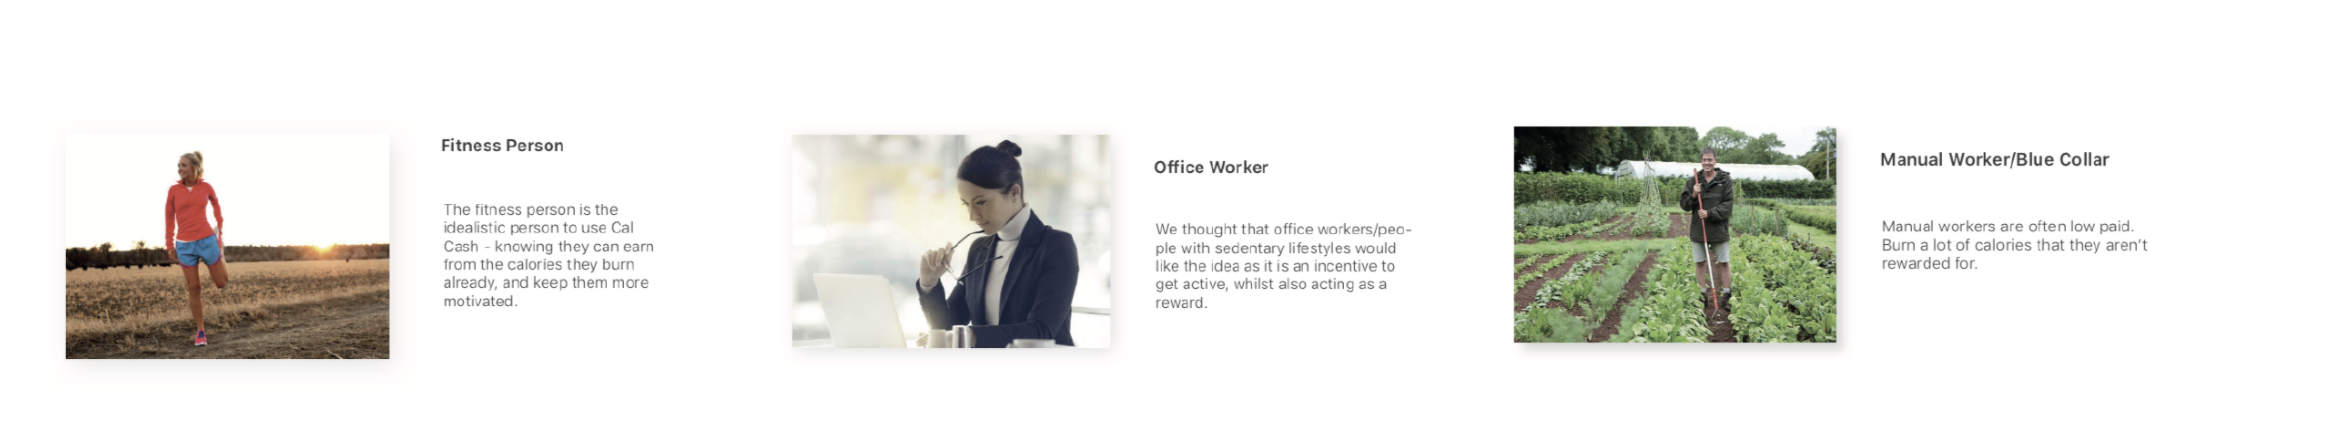 Fitness Person
The fitness person is the
idealistic person to use Cal
Cash - knowing they can earn
from the calories they burn
already, and keep them more
motivated.
Office Worker
We thought that office workers/peo-
ple with sedentary lifestyles would
like the idea as it is an incentive to
get active, whilst also acting as a
reward.
Manual Worker/Blue Collar
Manual workers are often low paid.
Burn a lot of calories that they aren't
rewarded for.